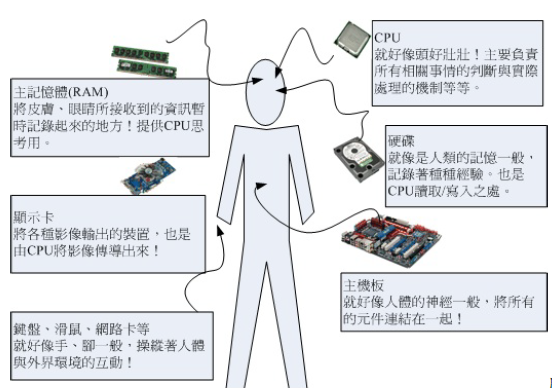 CPU
就好像頭好壯壯！主要負責
所有相關事情的判斷與實際
處理的機制等等。
主記憶體(RAM)
將皮膚、眼睛所接收到的資訊暫
時記錄起來的地方！提供CPU思
考用。
硬碟
就像是人類的記憶一般，
記錄著種種經驗。也是
CPU讀取/寫入之處。
顯示卡
將各種影像輸出的裝置，也是
由CPU將影像傳導出來！
主機板
就好像人體的神經一般，將所有
的元件連結在一起！
鍵盤、滑鼠、網路卡等
就好像手、腳一般，操縱著人體
與外界環境的互動！